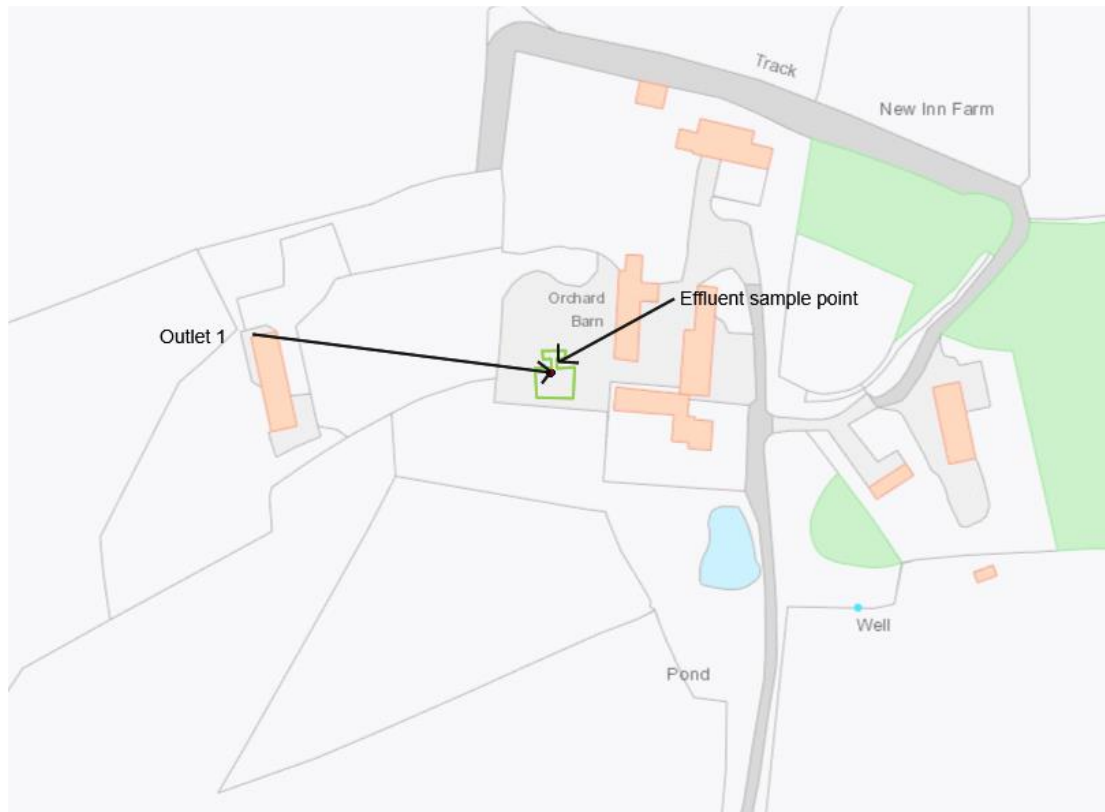 Track
New Inn Farm
Orchard
Barn
Effluent sample point
Outlet 1
Well
Pond